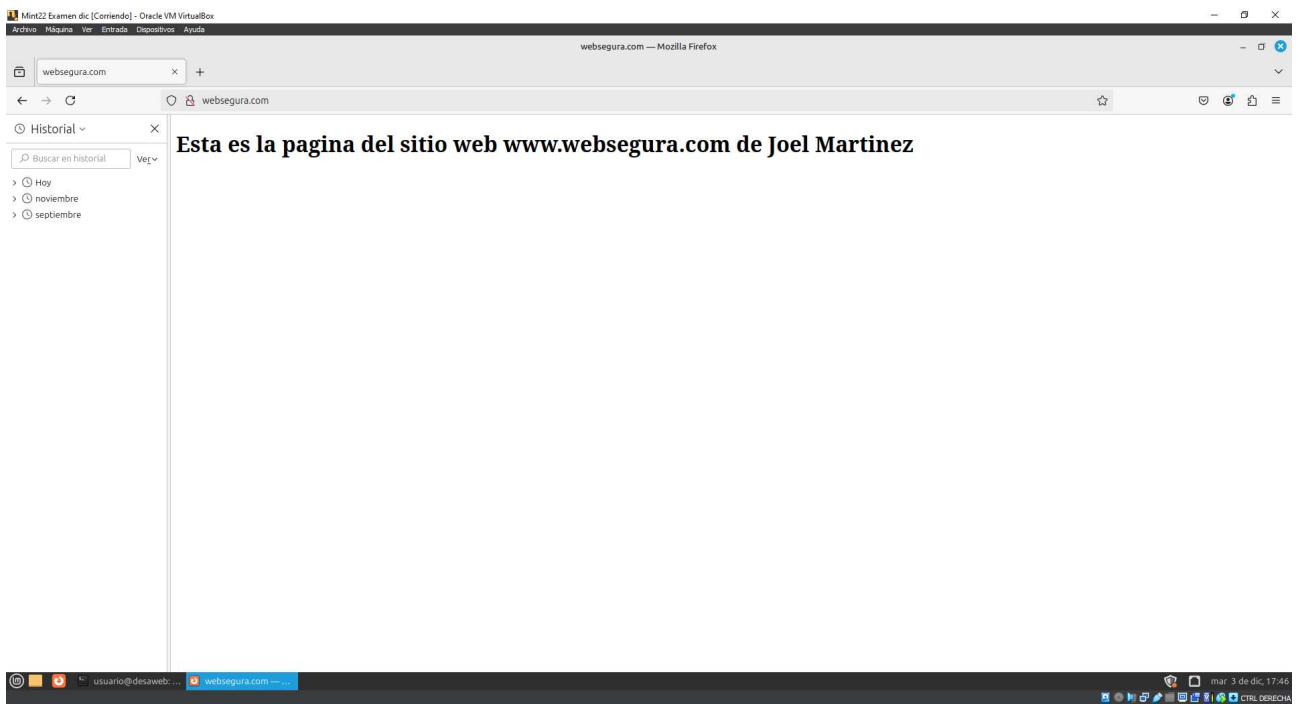 Mint22 Examen dic [Corriendo] - Oracle VM VirtualBox
Archivo Máquina Ver Entrada Dispositivos Ayuda
websegura.com — Mozilla Firefox
websegura.com
websegura.com
Historial
Buscar en historial
Ver
Hoy
noviembre
septiembre
Esta es la pagina del sitio web www.websegura.com de Joel Martinez
usuario@desaweb: ...
websegura.com — ...
mar 3 de dic, 17:46
CTRL DERECHA